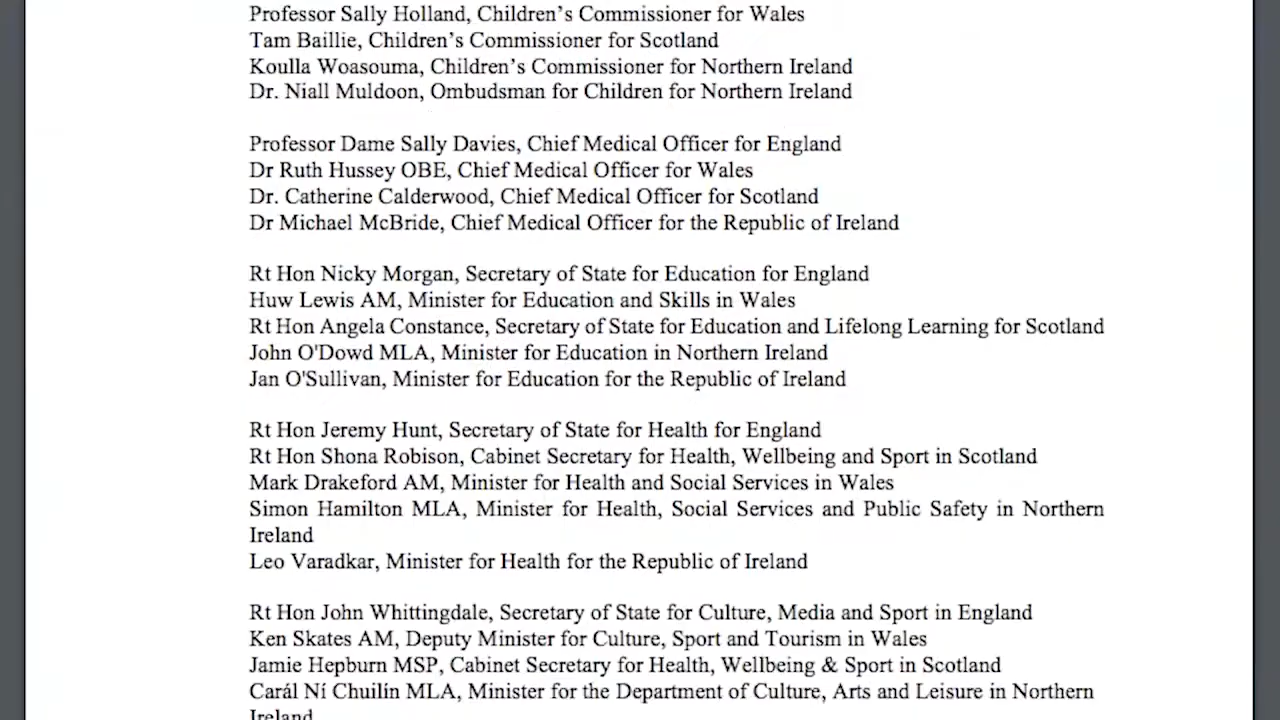 Professor Sally Holland, Children’s Commissioner for Wales
Tam Baillie, Children’s Commissioner for Scotland
Koulla Woasouma, Children’s Commissioner for Northern Ireland
Dr. Niall Muldoon, Ombudsman for Children for Northern Ireland
Professor Dame Sally Davies, Chief Medical Officer for England
Dr Ruth Hussey OBE, Chief Medical Officer for Wales
Dr. Catherine Calderwood, Chief Medical Officer for Scotland
Dr Michael McBride, Chief Medical Officer for the Republic of Ireland
Rt Hon Nicky Morgan, Secretary of State for Education for England
Huw Lewis AM, Minister for Education and Skills in Wales
Rt Hon Angela Constance, Secretary of State for Education and Lifelong Learning for Scotland
John O'Dowd MLA, Minister for Education in Northern Ireland
Jan O'Sullivan, Minister for Education for the Republic of Ireland
Rt Hon Jeremy Hunt, Secretary of State for Health for England
Rt Hon Shona Robison, Cabinet Secretary for Health, Wellbeing and Sport in Scotland
Mark Drakeford AM, Minister for Health and Social Services in Wales
Simon Hamilton MLA, Minister for Health, Social Services and Public Safety in Northern
Ireland
Leo Varadkar, Minister for Health for the Republic of Ireland
Rt Hon John Whittingdale, Secretary of State for Culture, Media and Sport in England
Ken Skates AM, Deputy Minister for Culture, Sport and Tourism in Wales
Jamie Hepburn MSP, Cabinet Secretary for Health, Wellbeing & Sport in Scotland
Carál Ní Chuilín MLA, Minister for the Department of Culture, Arts and Leisure in Northern
Ireland